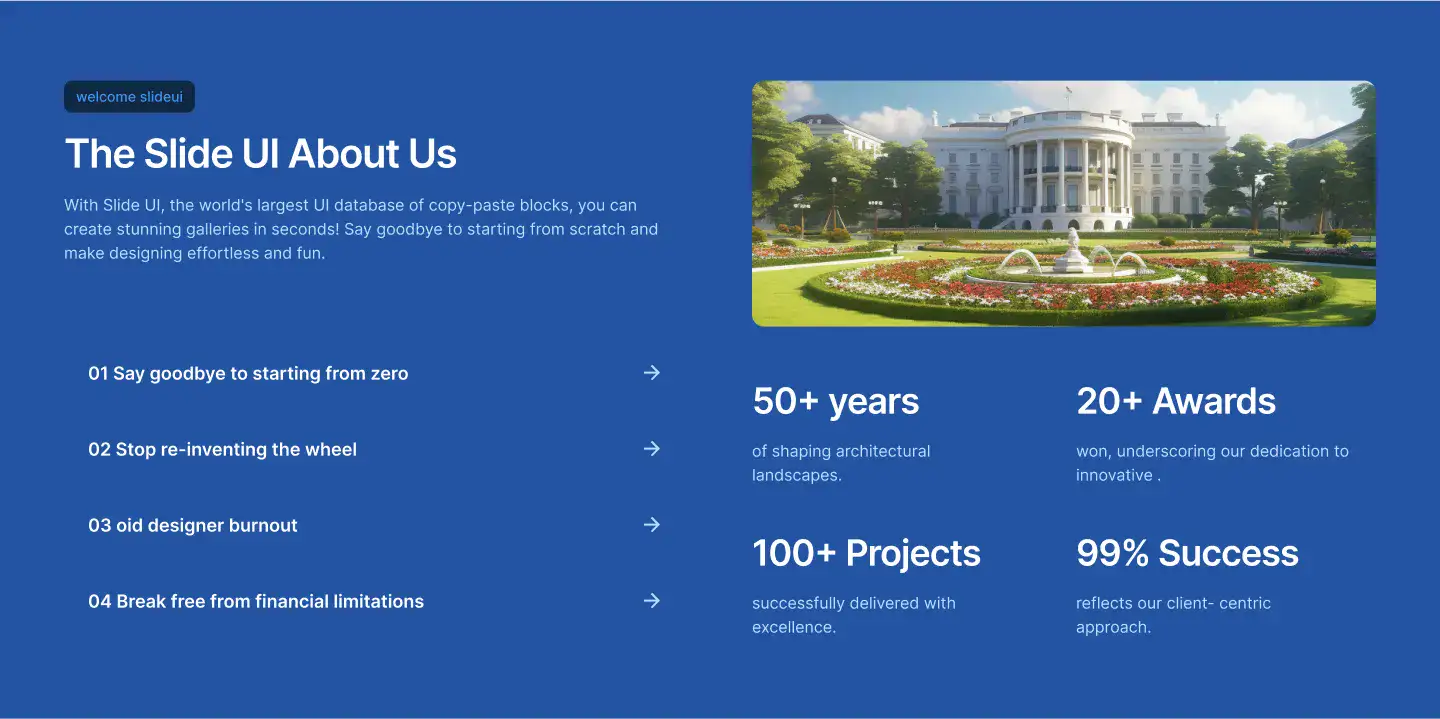 welcome slideui
The Slide UI About Us
With Slide UI, the world's largest UI database of copy-paste blocks, you can
create stunning galleries in seconds! Say goodbye to starting from scratch and
make designing effortless and fun.
01 Say goodbye to starting from zero
02 Stop re-inventing the wheel
03 oid designer burnout
04 Break free from financial limitations
50+ years
of shaping architectural
landscapes.
20+ Awards
won, underscoring our dedication to
innovative .
100+ Projects
successfully delivered with
excellence.
99% Success
reflects our client- centric
approach.